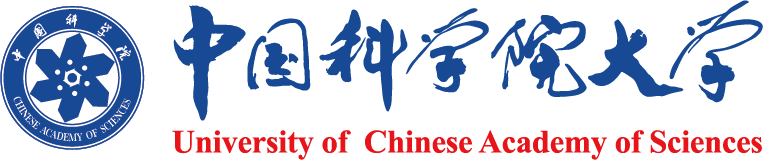 中国科学院
CHINESE ACADEMY OF SCIENCES
中国科学院大学
University of Chinese Academy of Sciences